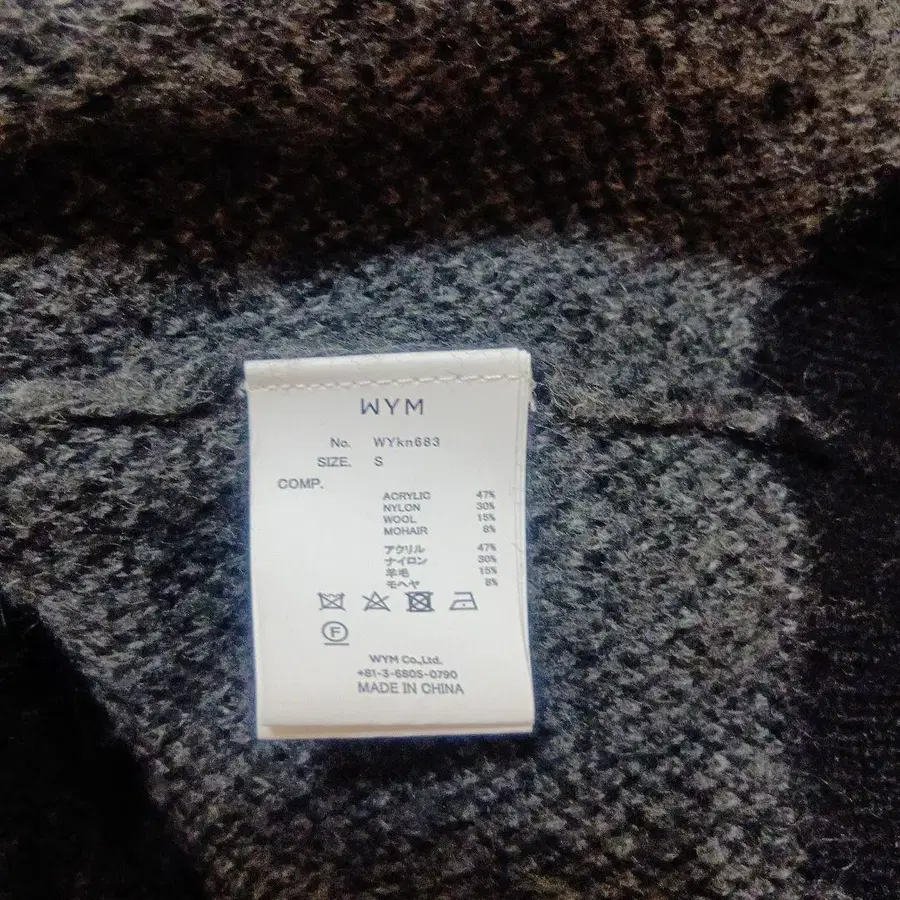 WYM
No. WYkn683
SIZE. S
COMP.
ACRYLIC 47%
NYLON 30%
WOOL 15%
MOHAIR 8%
アクリル 47%
ナイロン 30%
羊毛 15%
モヘヤ 8%
F
WYM Co.,Ltd.
+81-3-6805-0790
MADE IN CHINA